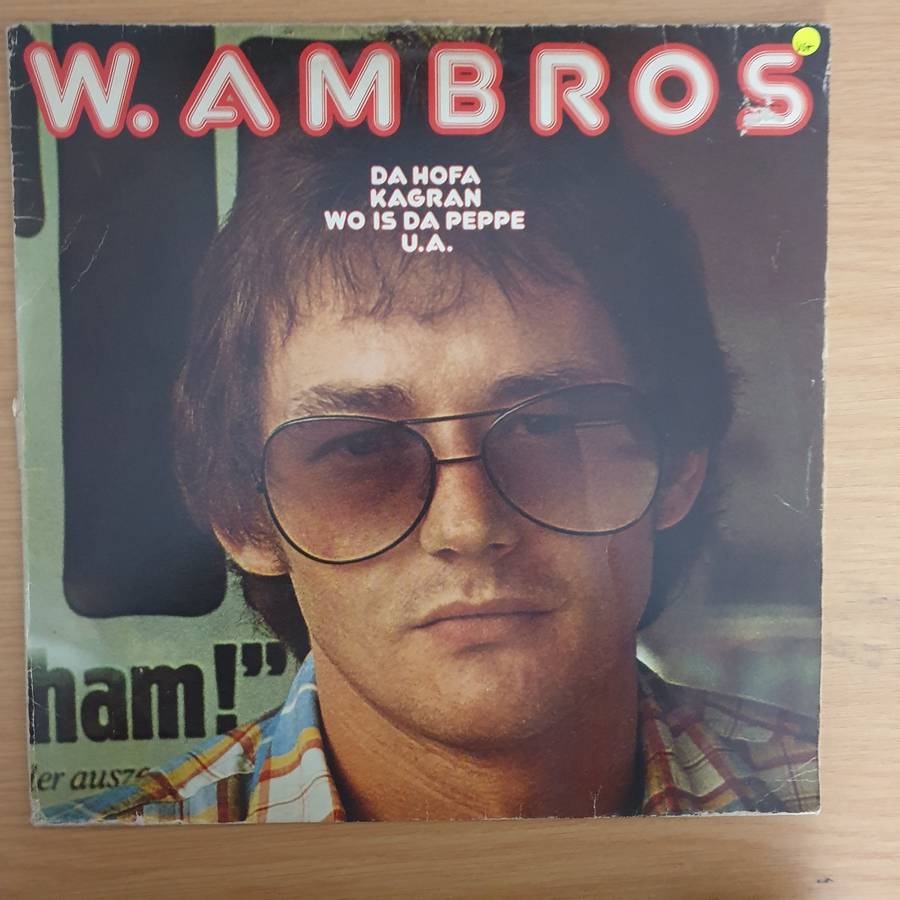 W. AMBROS
DA HOFA
KAGRAN
WO IS DA PEPPE
U.A.
ham!”